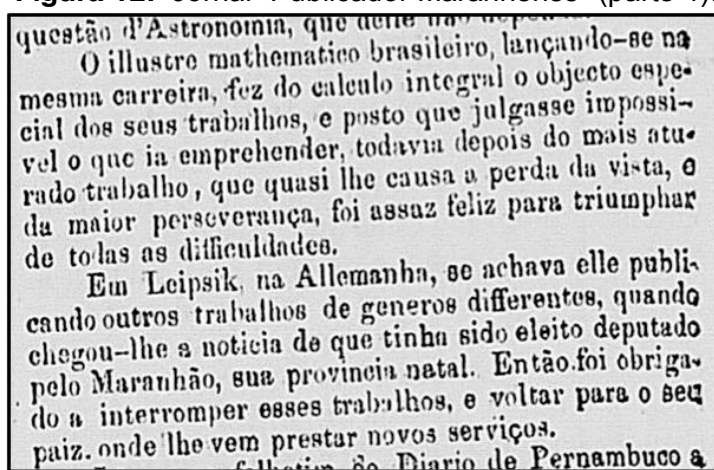 questão d'Astronomia, que delle não
O illustre mathematico brasileiro, lançando-se na
mesma carreira, fez do calculo integral o objecto espe-
cial dos seus trabalhos, e posto que julgasse impossi-
vel o que ia emprehender, todavia depois do mais atu-
rado trabalho, que quasi lhe causa a perda da vista, e
da maior perseverança, foi assaz feliz para triumphar
de todas as difficuldades.
Em Leipsik, na Allemanha, se achava elle publi-
cando outros trabalhos de generos differentes, quando
chegou-lhe a noticia de que tinha sido eleito deputado
pelo Maranhão, sua provincia natal. Então foi obriga-
do a interromper esses trabalhos, e voltar para o seu
paiz. onde lhe vem prestar novos serviços.
folhetim do Diario de Pernambuco a